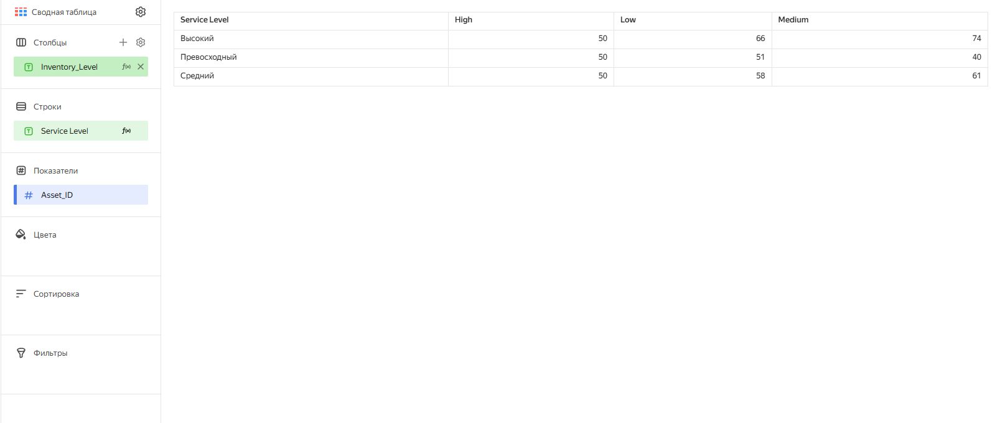 Сводная таблица
Столбцы
Inventory_Level f(x)
Строки
Service Level f(x)
Показатели
# Asset_ID
Цвета
Сортировка
Фильтры
Service Level High Low Medium
Высокий 50 66 74
Превосходный 50 51 40
Средний 50 58 61